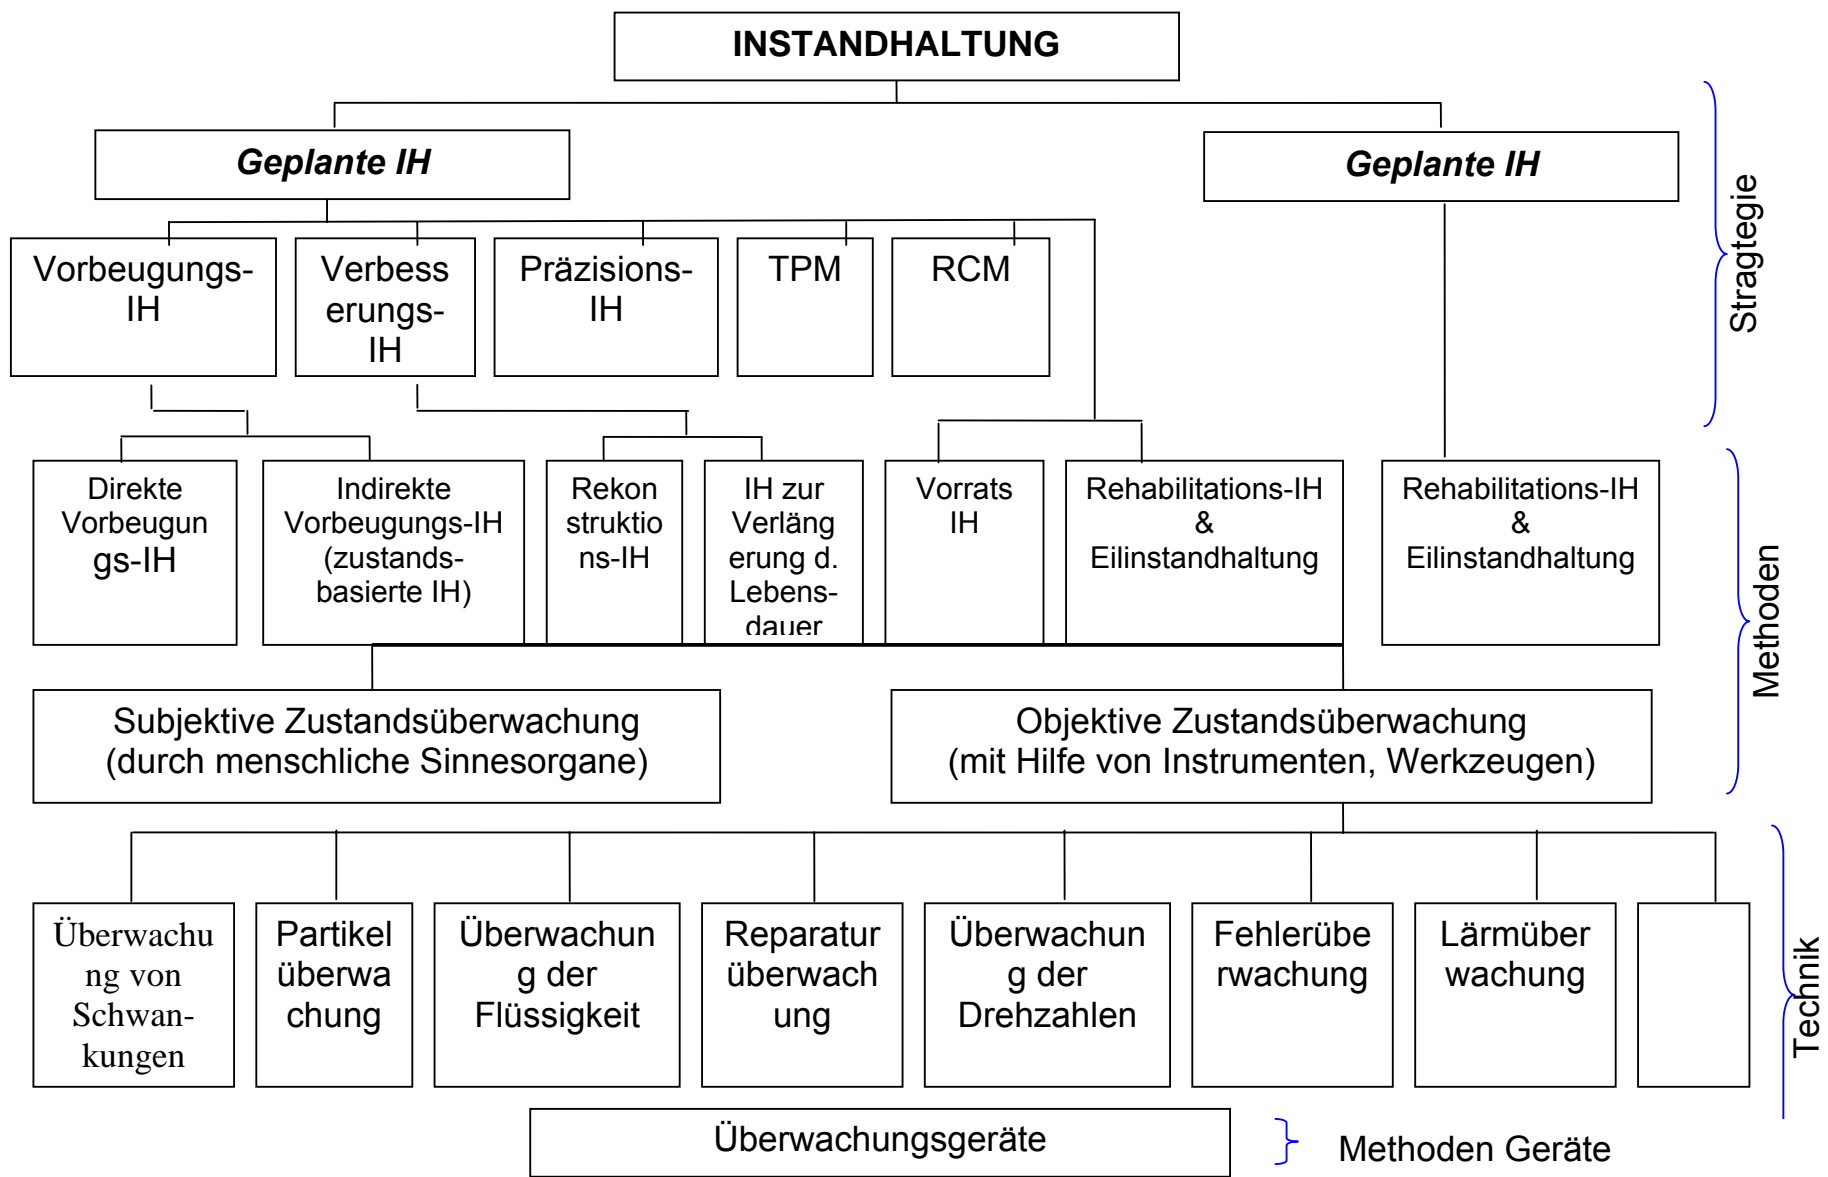 INSTANDHALTUNG
Geplante IH
Geplante IH
Stragtegie
Vorbeugungs-
IH
Verbess
erungs-
IH
Präzisions-
IH
TPM
RCM
Direkte
Vorbeugun
gs-IH
Indirekte
Vorbeugungs-IH
(zustands-
basierte IH)
Rekon
struktio
ns-IH
IH zur
Verläng
erung d.
Lebens-
dauer
Vorrats
IH
Rehabilitations-IH
&
Eilinstandhaltung
Rehabilitations-IH
&
Eilinstandhaltung
Methoden
Subjektive Zustandsüberwachung
(durch menschliche Sinnesorgane)
Objektive Zustandsüberwachung
(mit Hilfe von Instrumenten, Werkzeugen)
Überwachu
ng von
Schwan-
kungen
Partikel
überwa
chung
Überwachun
g der
Flüssigkeit
Reparatur
überwach
ung
Überwachun
g der
Drehzahlen
Fehlerübe
rwachung
Lärmüber
wachung
Technik
Überwachungsgeräte
Methoden Geräte